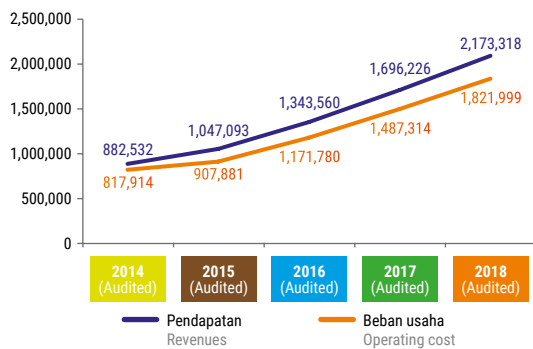 2,500,000
2,000,000
1,500,000
1,000,000
500,000
0
882,532
1,047,093
1,343,560
1,696,226
2,173,318
817,914
907,881
1,171,780
1,487,314
1,821,999
2014
(Audited)
2015
(Audited)
2016
(Audited)
2017
(Audited)
2018
(Audited)
Pendapatan
Revenues
Beban usaha
Operating cost